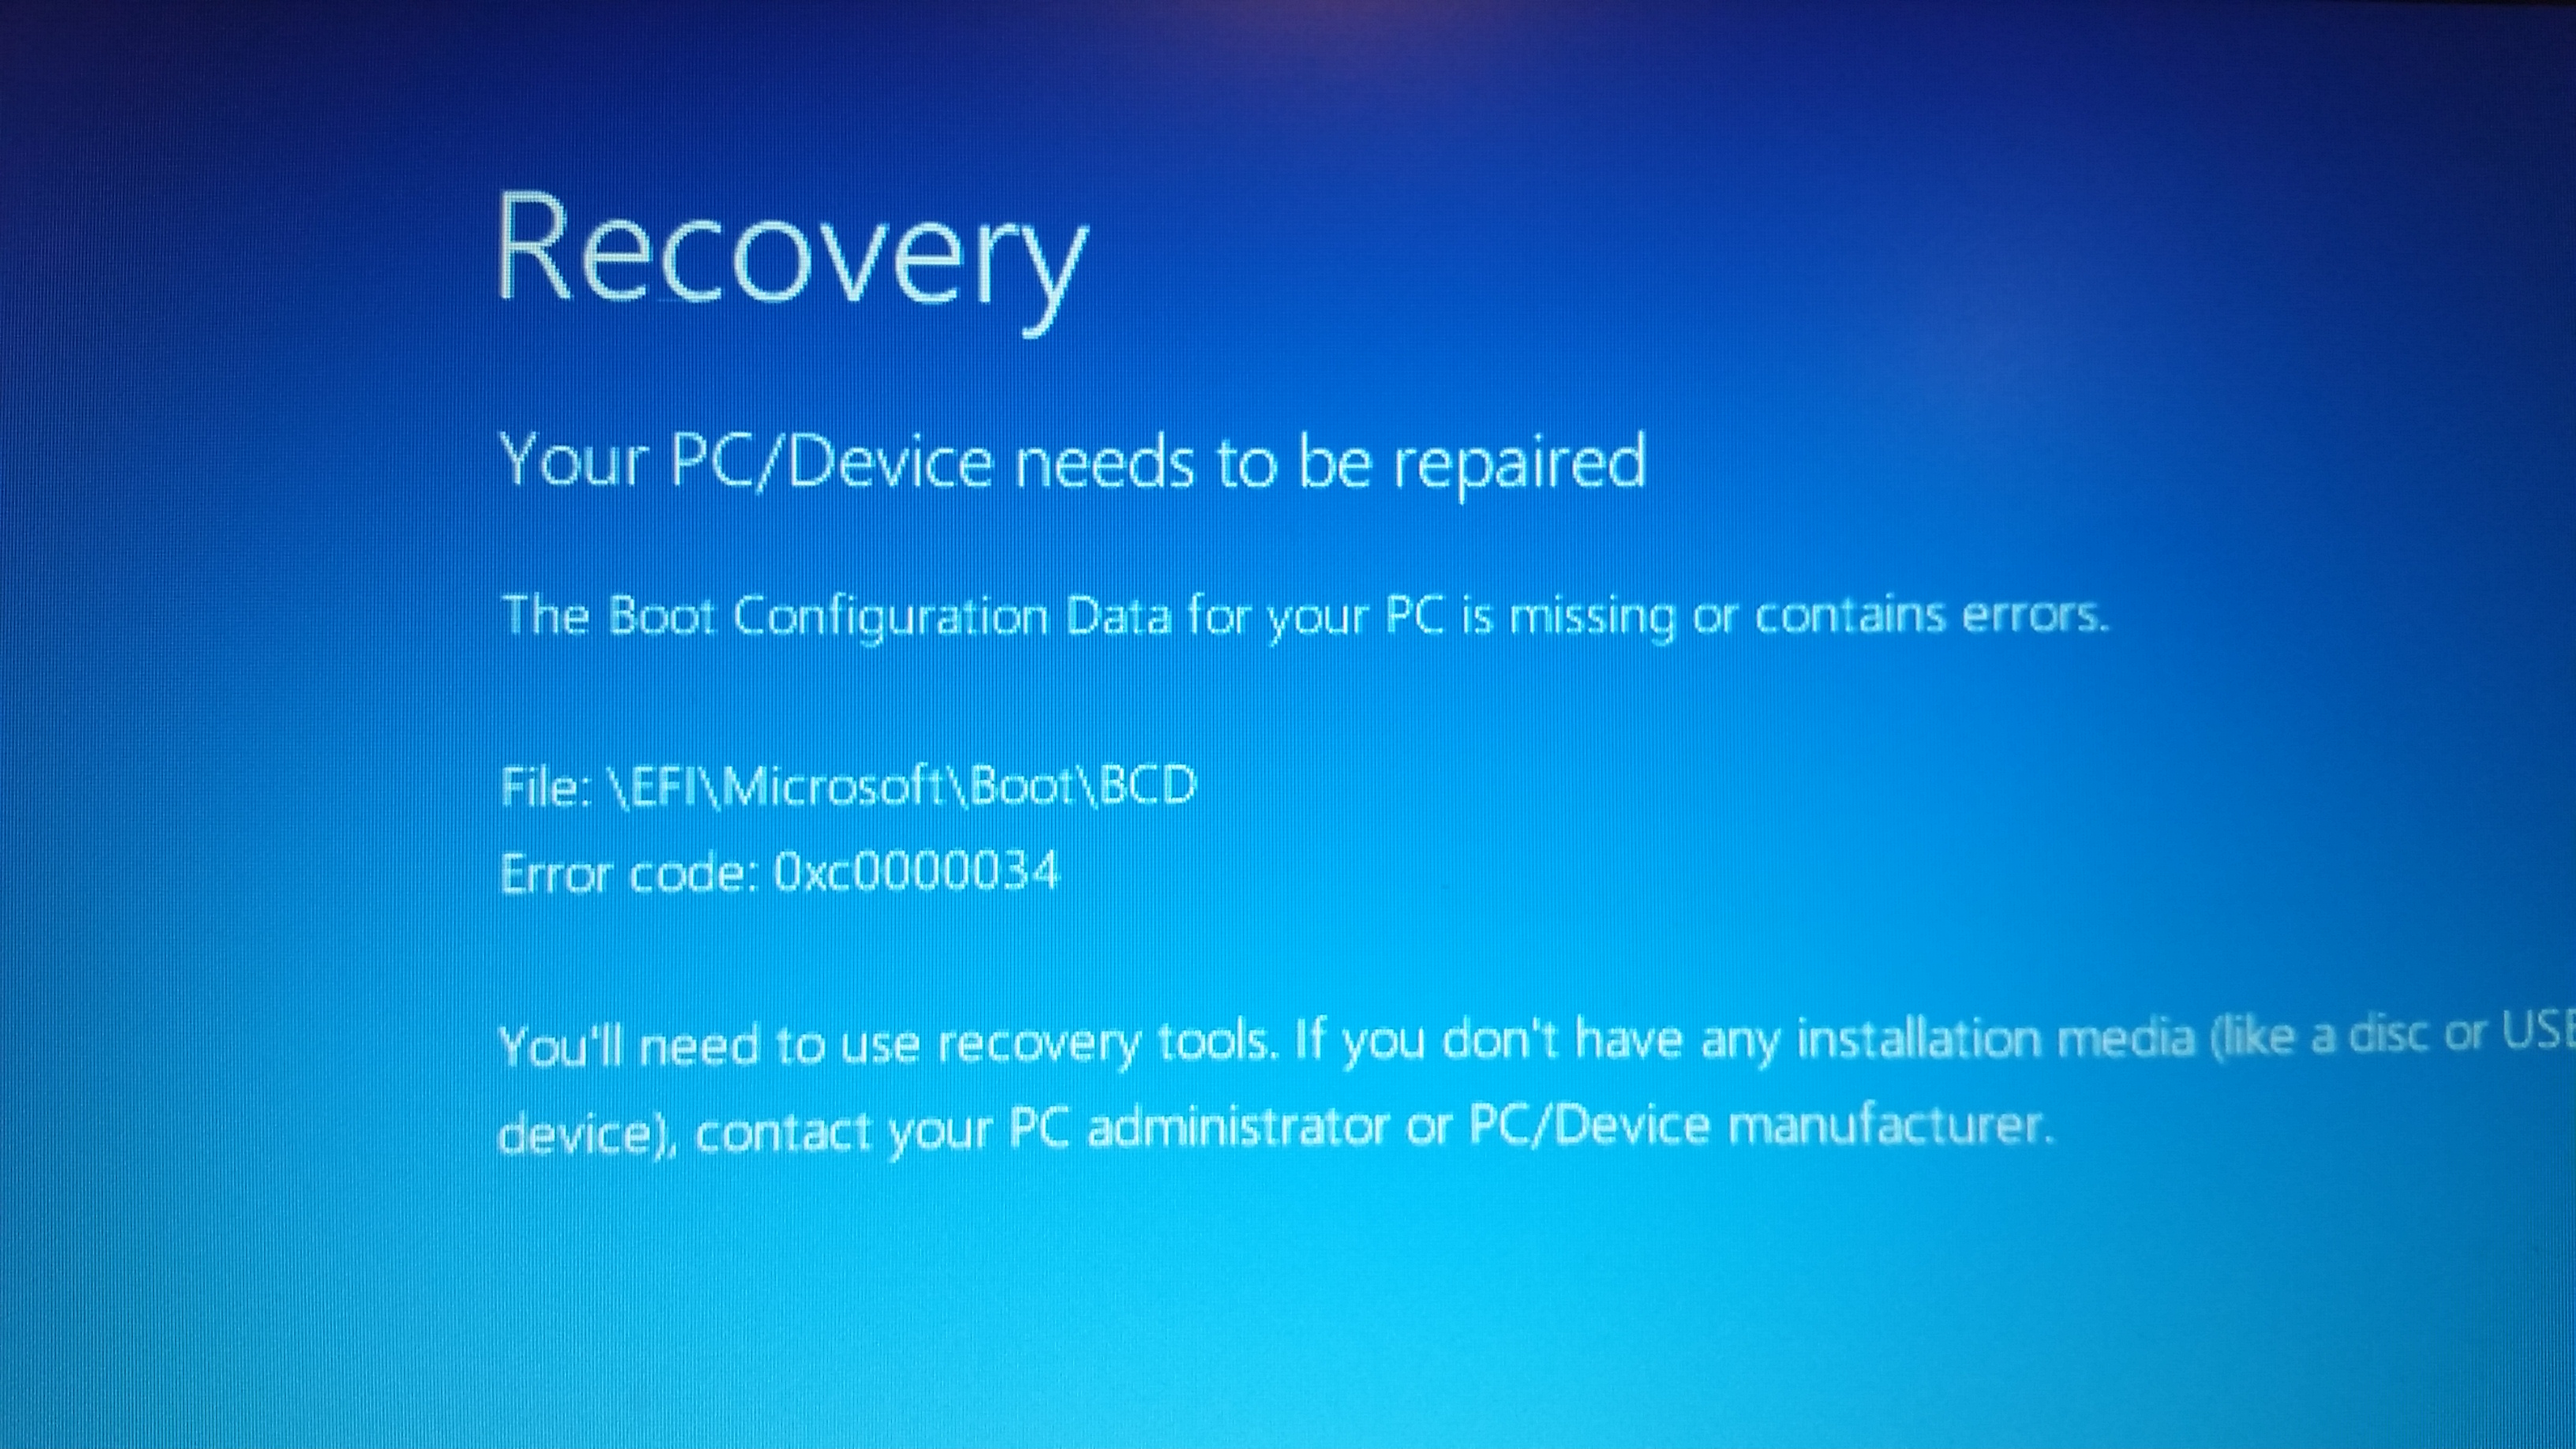 Recovery
Your PC/Device needs to be repaired
The Boot Configuration Data for your PC is missing or contains errors.
File: \EFI\Microsoft\Boot\BCD
Error code: 0xc0000034
You'll need to use recovery tools. If you don't have any installation media (like a disc or USB
device), contact your PC administrator or PC/Device manufacturer.